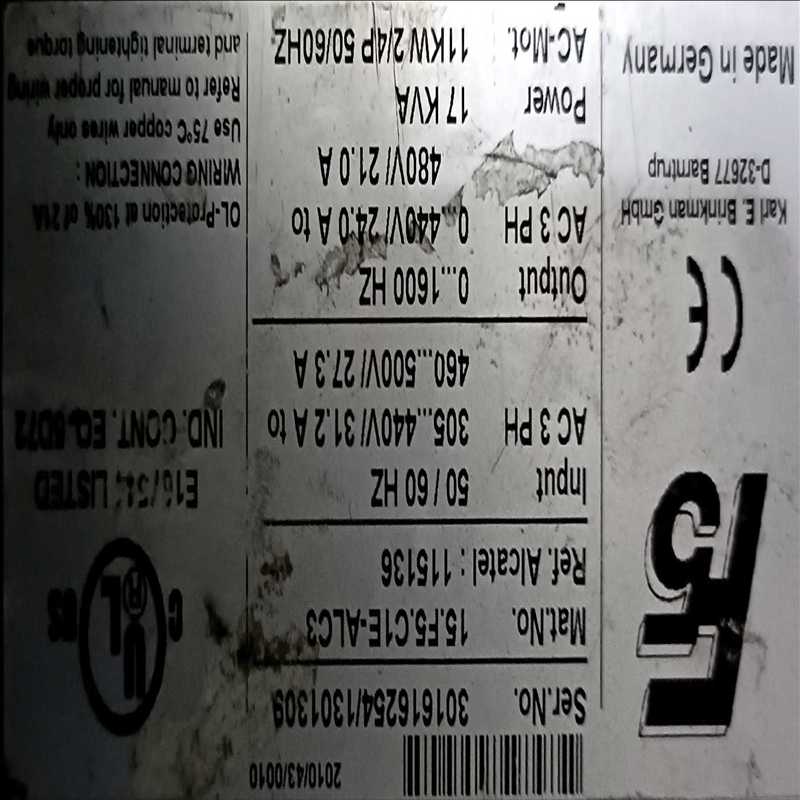 2010/43/0010
F5
Ser.No. 301616254/1301309
Mat.No. 15.F5.C1E-ALC3
Ref. Alcatel : 115136
Input 50 / 60 HZ
AC 3 PH 305...440V/ 31.2 A to
460...500V/ 27.3 A
Output 0...1600 HZ
AC 3 PH 0...440V/ 24.0 A to
480V/ 21.0 A
Power 17 KVA
AC-Mot. 11KW 2/4P 50/60HZ
CE
Karl E. Brinkman GmbH
D-32677 Barntrup
Made in Germany
C UL US
R
LISTED
IND. CONT. EQ. 5D72
OL-Protection at 130% of 21A
WIRING CONNECTION :
Use 75°C copper wires only
Refer to manual for proper wiring
and terminal tightening torque